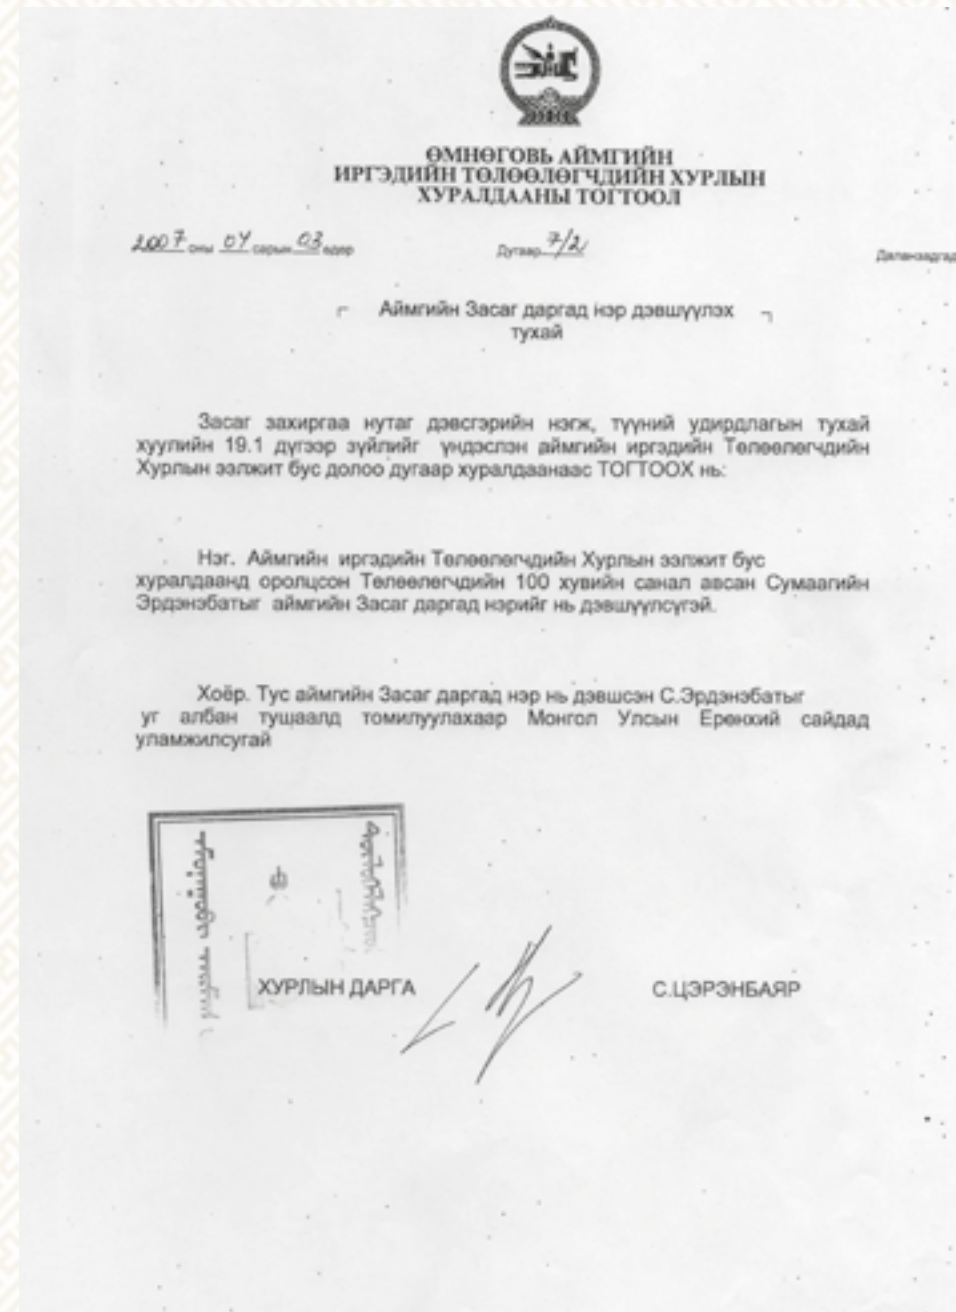 ӨМНӨГОВЬ АЙМГИЙН
ИРГЭДИЙН ТӨЛӨӨЛӨГЧДИЙН ХУРЛЫН
ХУРАЛДААНЫ ТОГТООЛ
2007 оны 04 сарын 03 өдөр Дугаар 7/2 Даланзадгад
Аймгийн Засаг даргад нэр дэвшүүлэх
тухай
Засаг захиргаа нутаг дэвсгэрийн нэгж, түүний удирдлагын тухай
хуулийн 19.1 дүгээр зүйлийг үндэслэн аймгийн иргэдийн Төлөөлөгчдийн
Хурлын ээлжит бус долоо дугаар хуралдаанаас ТОГТООХ нь:
Нэг. Аймгийн иргэдийн Төлөөлөгчдийн Хурлын ээлжит бус
хуралдаанд оролцсон Төлөөлөгчдийн 100 хувийн санал авсан Сумаагийн
Эрдэнэбатыг аймгийн Засаг даргад нэрийг нь дэвшүүлсүгэй.
Хоёр. Тус аймгийн Засаг даргад нэр нь дэвшсэн С.Эрдэнэбатыг
уг албан тушаалд томилуулахаар Монгол Улсын Ерөнхий сайдад
уламжилсугай
ХУРЛЫН ДАРГА С.ЦЭРЭНБАЯР